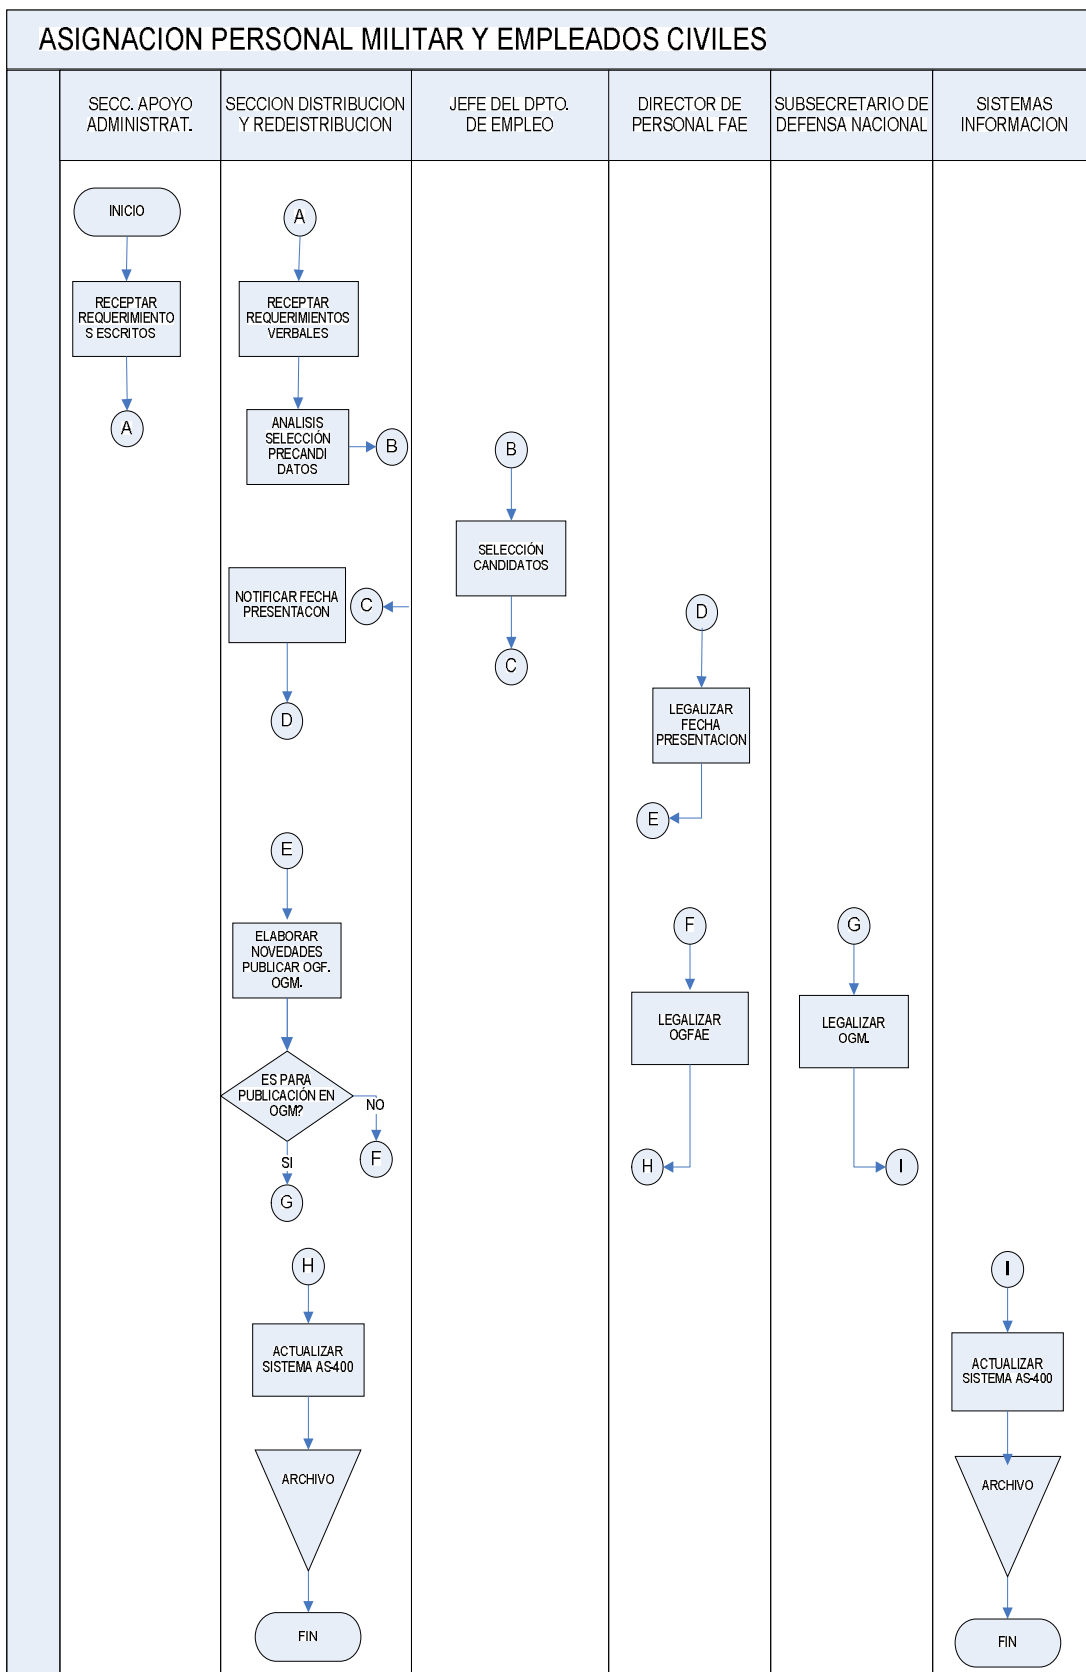 ASIGNACION PERSONAL MILITAR Y EMPLEADOS CIVILES
SECC. APOYO
ADMINISTRAT.
SECCION DISTRIBUCION
Y REDEISTRIBUCION
JEFE DEL DPTO.
DE EMPLEO
DIRECTOR DE
PERSONAL FAE
SUBSECRETARIO DE
DEFENSA NACIONAL
SISTEMAS
INFORMACION
INICIO
RECEPTAR
REQUERIMIENTO
S ESCRITOS
A
A
RECEPTAR
REQUERIMIENTOS
VERBALES
ANALISIS
SELECCIÓN
PRECANDI
DATOS
B
B
SELECCIÓN
CANDIDATOS
C
NOTIFICAR FECHA
PRESENTACON
C
D
D
LEGALIZAR
FECHA
PRESENTACION
E
E
ELABORAR
NOVEDADES
PUBLICAR OGF.
OGM.
ES PARA
PUBLICACIÓN EN
OGM?
NO
F
SI
G
F
LEGALIZAR
OGFAE
H
G
LEGALIZAR
OGM.
I
H
ACTUALIZAR
SISTEMA AS-400
ARCHIVO
FIN
I
ACTUALIZAR
SISTEMA AS-400
ARCHIVO
FIN